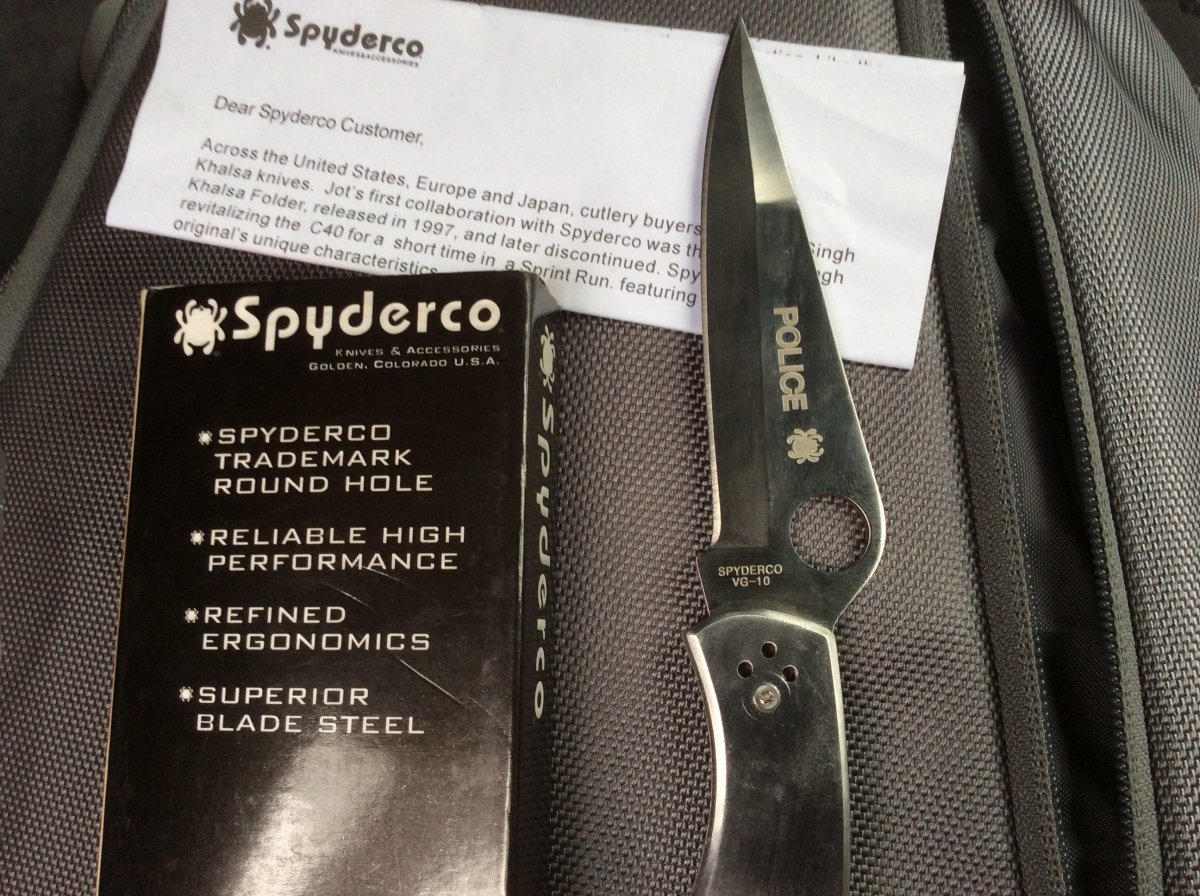 Spyderco
KNIVES&ACCESSORIES
Dear Spyderco Customer,
Across the United States, Europe and Japan, cutlery buyers
Khalsa knives. Jot's first collaboration with Spyderco was th Singh
Khalsa Folder, released in 1997, and later discontinued. Spy
revitalizing the C40 for a short time in a Sprint Run. featuring
original's unique characteristics
Spyderco
KNIVES & ACCESSORIES
GOLDEN, COLORADO U.S.A.
SPYDERCO
TRADEMARK
ROUND HOLE
RELIABLE HIGH
PERFORMANCE
REFINED
ERGONOMICS
SUPERIOR
BLADE STEEL
Spyderco
Spyderco
POLICE
SPYDERCO
VG-10